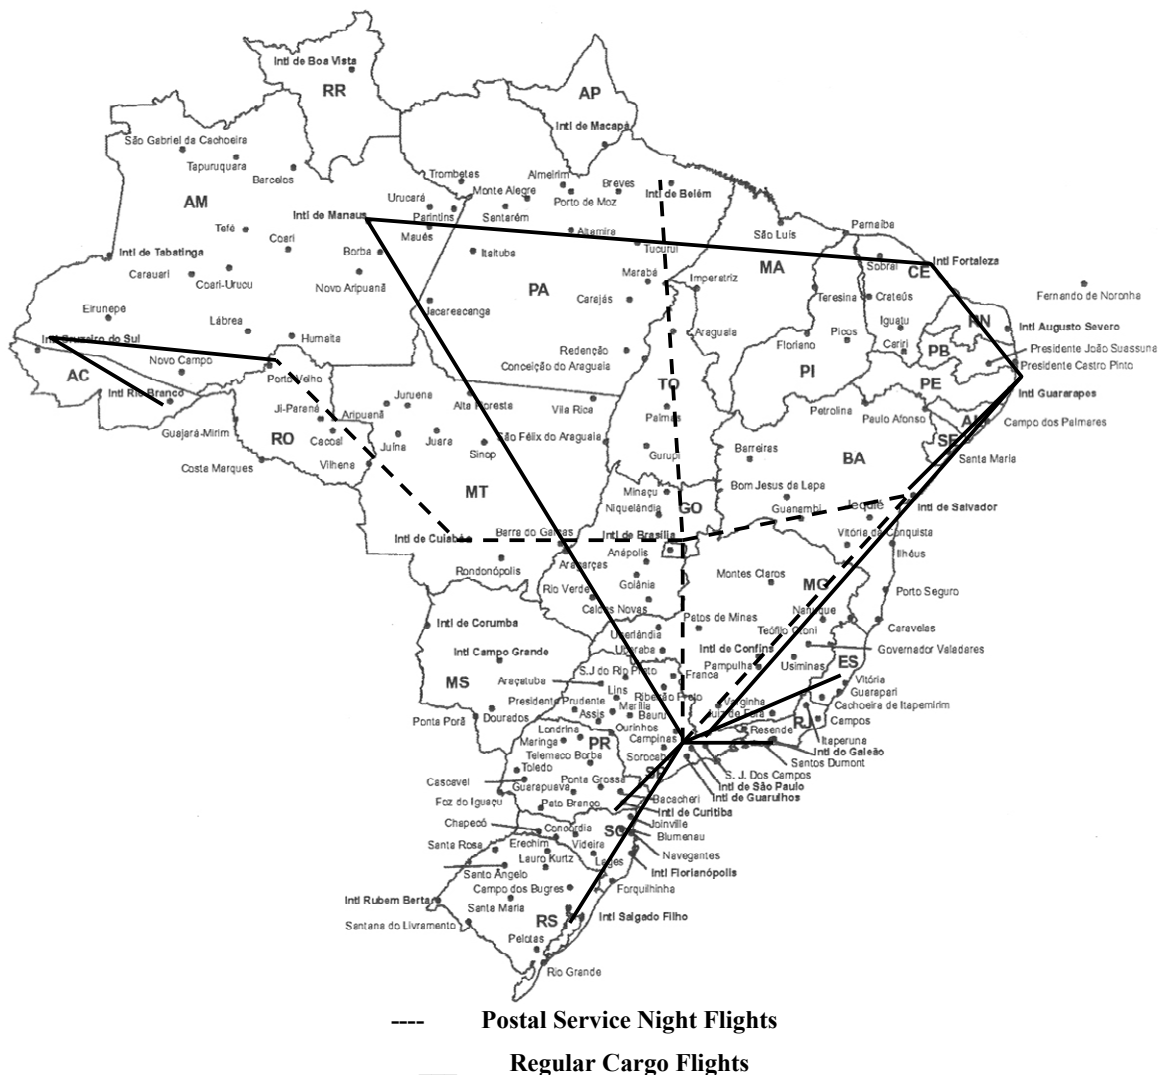 Intl de Boa Vista
RR
AP
Intl de Macapá
São Gabriel da Cachoeira
Tapuruquara
Barcelos
Trombetas
Almeirim
Breves
Intl de Belém
Monte Alegre
Porto de Moz
Urucará
AM
Intl de Manaus
Parintins
Santarém
Parnaíba
Tefé
Maués
Altamira
São Luís
Coari
Tucuruí
Intl de Tabatinga
Borba
Itaituba
Sobral
Intl Fortaleza
MA
CE
Carauari
Marabá
Imperatriz
Coari-Urucu
Novo Aripuanã
PA
Fernando de Noronha
Carajás
Teresina
Crateús
Eirunepe
Jacareacanga
Lábrea
Iguatu
RN
Intl Augusto Severo
Intl Cruzeiro do Sul
Humaita
Araguaia
Floriano
Picos
Cariri
PB
Presidente João Suassuna
Novo Campo
Redenção
Presidente Castro Pinto
AC
Porto Velho
Conceição do Araguaia
PI
TO
PE
Intl Rio Branco
Juruena
Alta Floresta
Vila Rica
Intl Guararapes
Ji-Paraná
Aripuanã
Palmas
Petrolina
Paulo Afonso
AL
Campo dos Palmares
Guajará-Mirim
RO
Cacoal
Juína
Juara
São Félix do Araguaia
SE
Sinop
Gurupi
Barreiras
BA
Santa Maria
Costa Marques
Vilhena
Bom Jesus da Lapa
MT
Minaçu
GO
Jequié
Niquelândia
Guanambi
Intl de Salvador
Intl de Cuiabá
Barra do Garças
Intl de Brasília
Vitória da Conquista
Aragarças
Anápolis
Ilhéus
Rondonópolis
Goiânia
Montes Claros
MG
Rio Verde
Porto Seguro
Caldas Novas
Patos de Minas
Nanuque
Intl de Corumba
Uberlândia
Teófilo Otoni
Caravelas
Intl Campo Grande
Uberaba
Intl de Confins
Governador Valadares
Pampulha
Usiminas
ES
S.J do Rio Preto
Franca
Vitória
MS
Araçatuba
Lins
Ribeirão Preto
Guarapari
Presidente Prudente
Marília
Varginha
Cachoeira de Itapemirim
Ponta Porã
Dourados
Assis
Bauru
Juiz de Fora
RJ
Campos
Londrina
Ourinhos
Campinas
Resende
Itaperuna
Maringa
PR
Intl do Galeão
Telemaco Borba
Sorocaba
Santos Dumont
Toledo
SP
S. J. Dos Campos
Cascavel
Guarapuava
Ponta Grossa
Intl de São Paulo
Foz do Iguaçu
Pato Branco
Bacacheri
Intl de Guarulhos
Intl de Curitiba
Chapecó
Concórdia
SC
Joinville
Erechim
Blumenau
Santa Rosa
Videira
Navegantes
Lauro Kurtz
Lages
Santo Ângelo
Intl Florianópolis
Campo dos Bugres
Forquilhinha
Intl Rubem Berta
Santa Maria
RS
Intl Salgado Filho
Santana do Livramento
Pelotas
Rio Grande
---- Postal Service Night Flights
Regular Cargo Flights